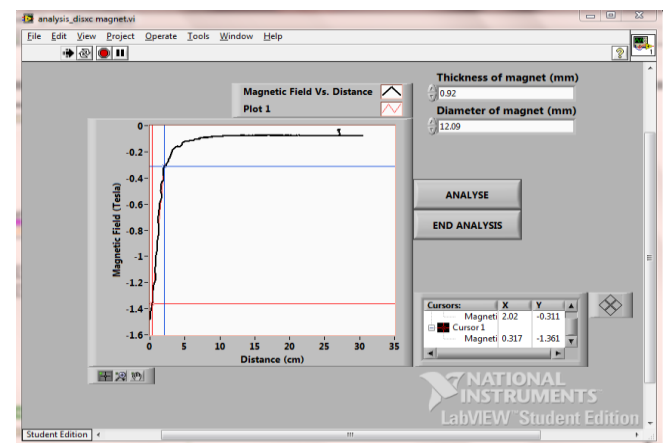 analysis_disxc magnet.vi
File Edit View Project Operate Tools Window Help
Thickness of magnet (mm)
0.92
Diameter of magnet (mm)
12.09
Magnetic Field Vs. Distance
Plot 1
Magnetic Field (Tesla)
0
-0.2
-0.4
-0.6
-0.8
-1
-1.2
-1.4
-1.6
0 5 10 15 20 25 30 35
Distance (cm)
ANALYSE
END ANALYSIS
Cursors: X Y
Magneti 2.02 -0.311
Cursor 1
Magneti 0.317 -1.361
NATIONAL
INSTRUMENTS
LabVIEW Student Edition
Student Edition